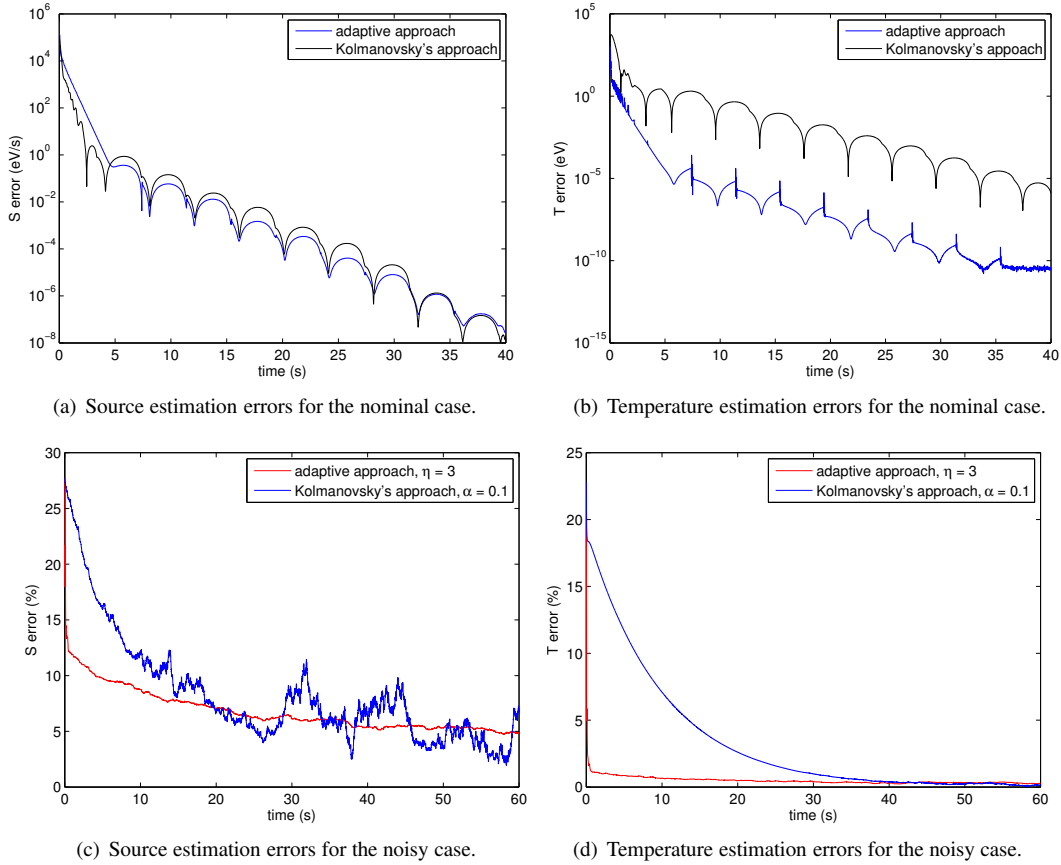 10^6
10^4
10^2
10^0
10^-2
10^-4
10^-6
10^-8
S error (eV/s)
adaptive approach
Kolmanovsky's approach
0 5 10 15 20 25 30 35 40
time (s)
(a) Source estimation errors for the nominal case.
10^5
10^0
10^-5
10^-10
10^-15
T error (eV)
adaptive approach
Kolmanovsky's appoach
0 5 10 15 20 25 30 35 40
time (s)
(b) Temperature estimation errors for the nominal case.
30
25
20
15
10
5
0
S error (%)
adaptive approach, η = 3
Kolmanovsky's approach, α = 0.1
0 10 20 30 40 50 60
time (s)
(c) Source estimation errors for the noisy case.
25
20
15
10
5
0
T error (%)
adaptive approach, η = 3
Kolmanovsky's approach, α = 0.1
0 10 20 30 40 50 60
time (s)
(d) Temperature estimation errors for the noisy case.